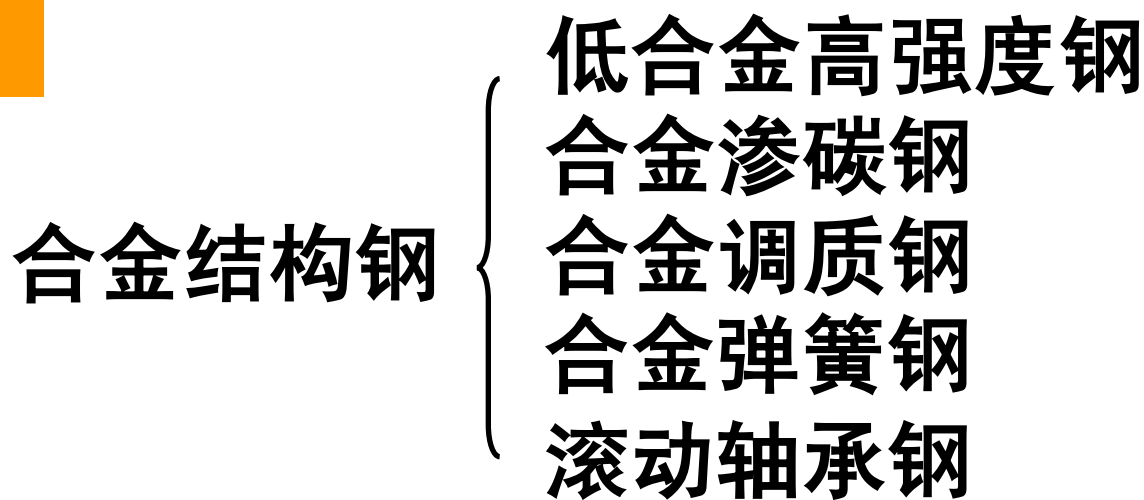 合金结构钢
低合金高强度钢
合金渗碳钢
合金调质钢
合金弹簧钢
滚动轴承钢